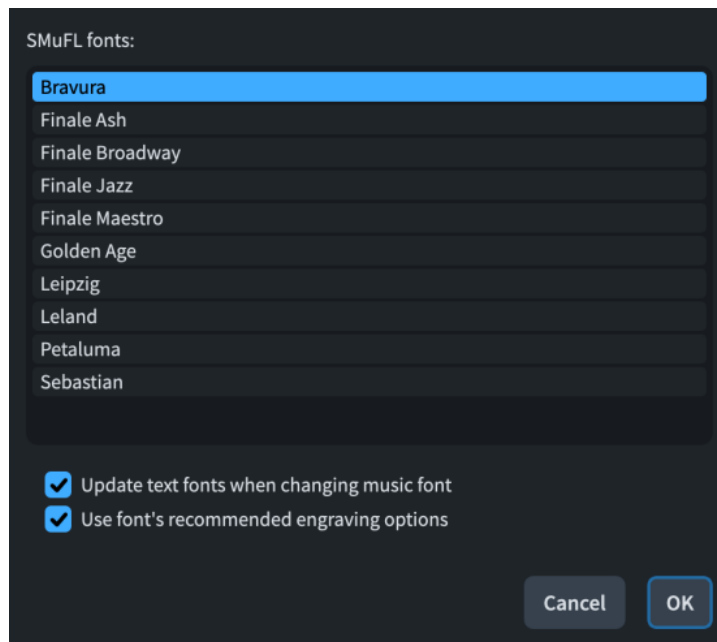 SMuFL fonts:
Bravura
Finale Ash
Finale Broadway
Finale Jazz
Finale Maestro
Golden Age
Leipzig
Leland
Petaluma
Sebastian
Update text fonts when changing music font
Use font's recommended engraving options
Cancel OK